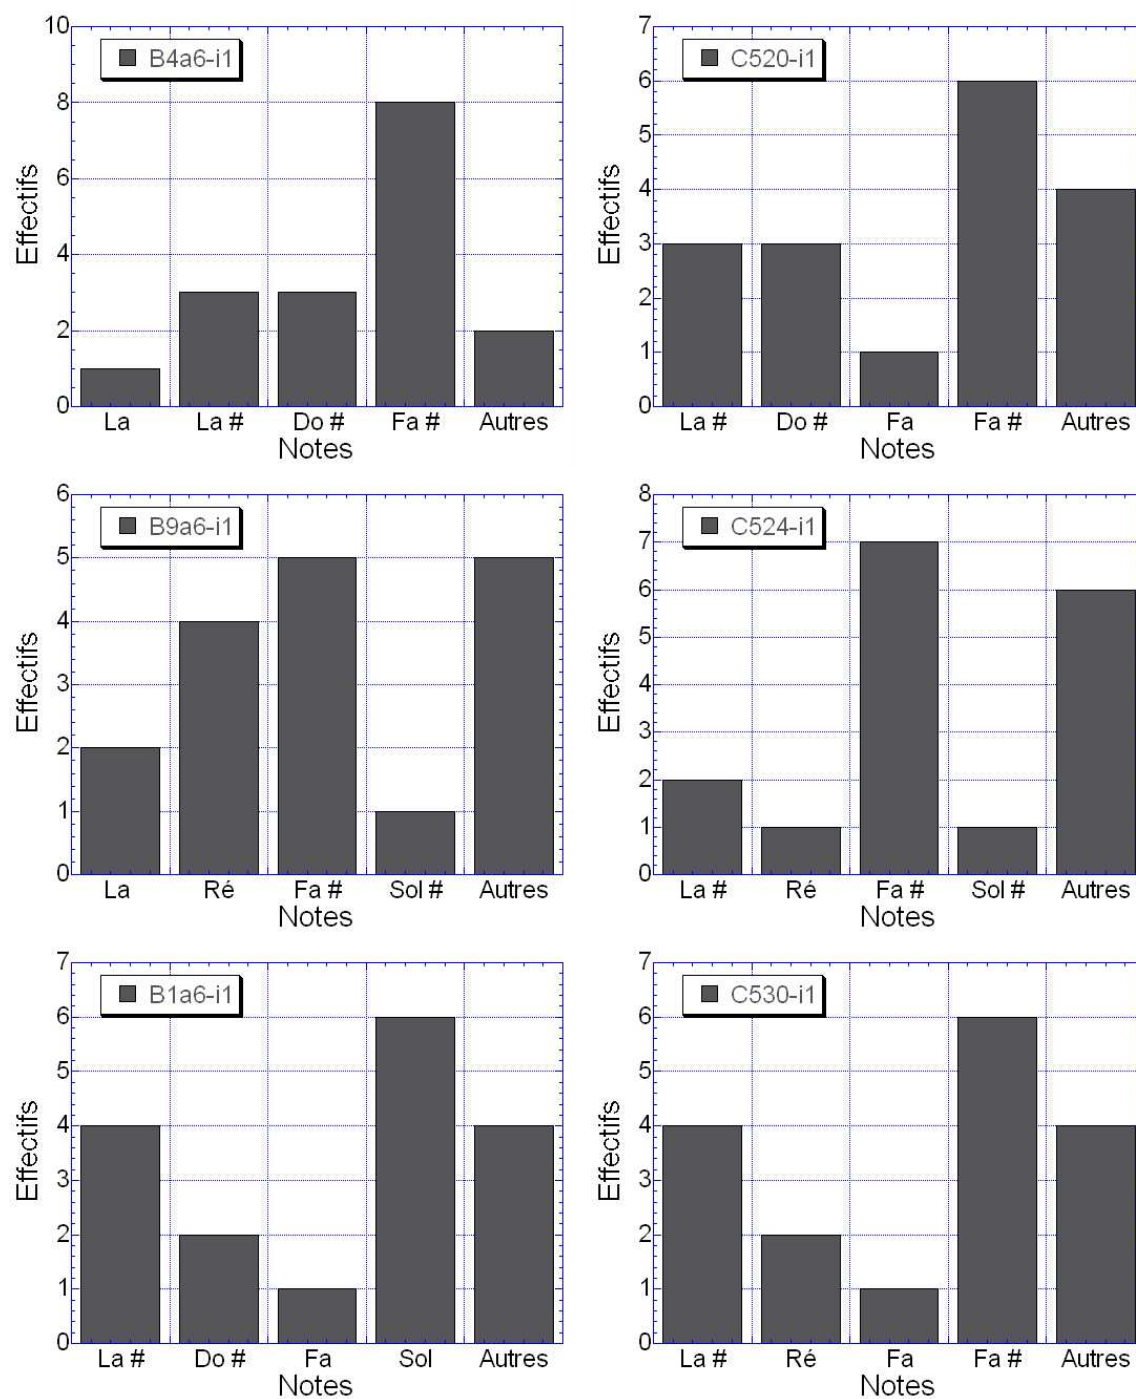 B4a6-i1
Effectifs
10
8
6
4
2
0
La La # Do # Fa # Autres
Notes
C520-i1
Effectifs
7
6
5
4
3
2
1
0
La # Do # Fa Fa # Autres
Notes
B9a6-i1
Effectifs
6
5
4
3
2
1
0
La Ré Fa # Sol # Autres
Notes
C524-i1
Effectifs
8
7
6
5
4
3
2
1
0
La # Ré Fa # Sol # Autres
Notes
B1a6-i1
Effectifs
7
6
5
4
3
2
1
0
La # Do # Fa Sol Autres
Notes
C530-i1
Effectifs
7
6
5
4
3
2
1
0
La # Ré Fa Fa # Autres
Notes